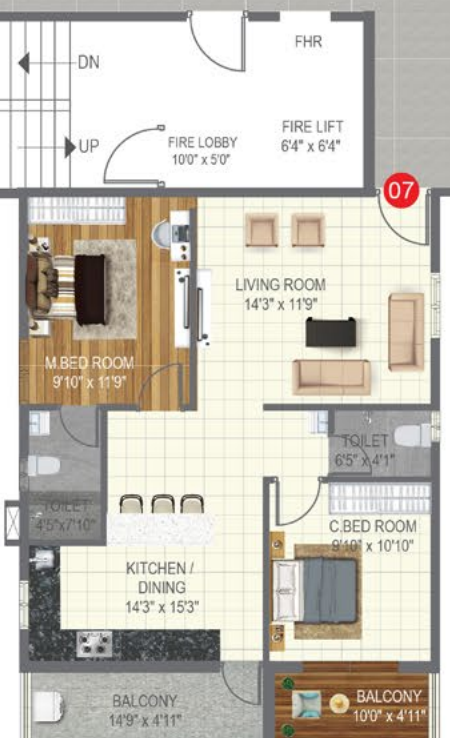 FHR
DN
UP
FIRE LOBBY
10'0" x 5'0"
FIRE LIFT
6'4" x 6'4"
07
LIVING ROOM
14'3" x 11'9"
M.BED ROOM
9'10" x 11'9"
TOILET
6'5" x 4'1"
TOILET
4'5"x7'10"
C.BED ROOM
9'10" x 10'10"
KITCHEN /
DINING
14'3" x 15'3"
BALCONY
14'9" x 4'11"
BALCONY
10'0" x 4'11"